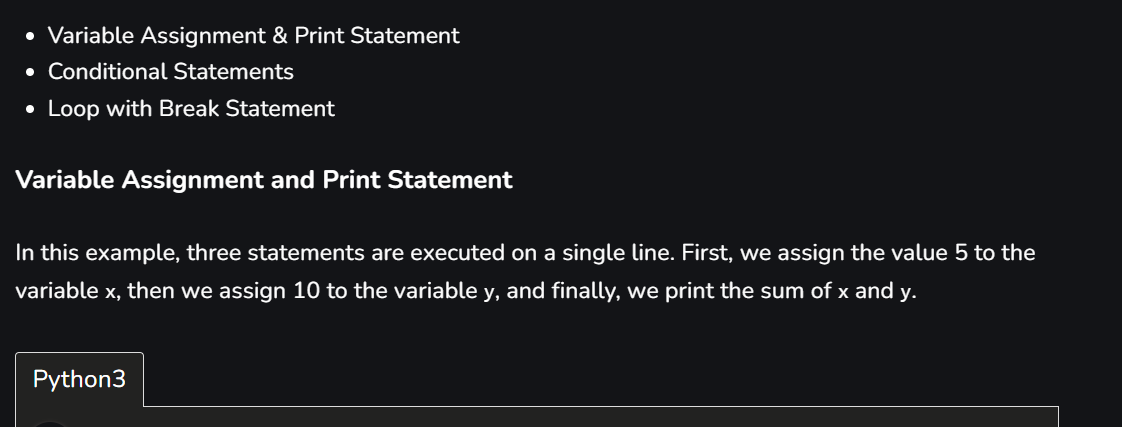 • Variable Assignment & Print Statement
• Conditional Statements
• Loop with Break Statement
Variable Assignment and Print Statement
In this example, three statements are executed on a single line. First, we assign the value 5 to the
variable x, then we assign 10 to the variable y, and finally, we print the sum of x and y.
Python3